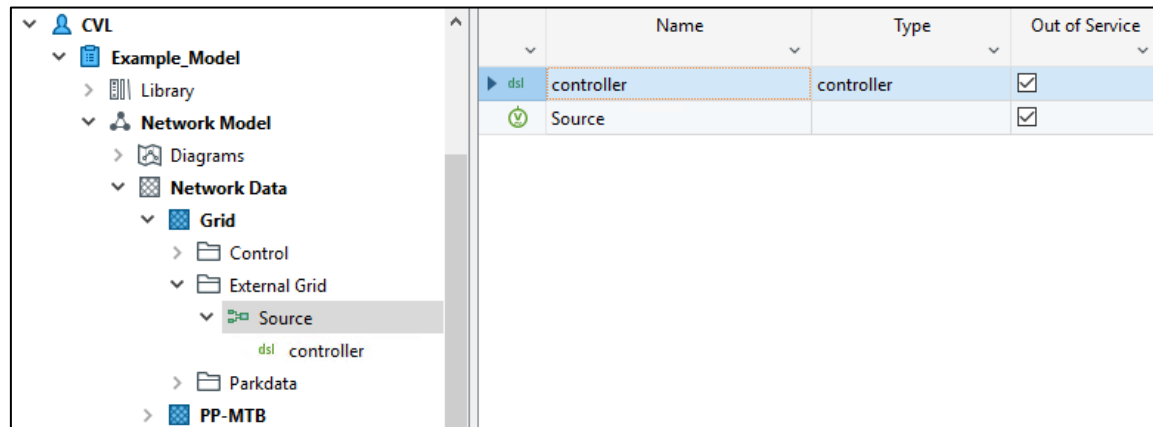 CVL
Example_Model
Library
Network Model
Diagrams
Network Data
Grid
Control
External Grid
Source
dsl controller
Parkdata
PP-MTB
Name Type Out of Service
dsl controller controller
Source